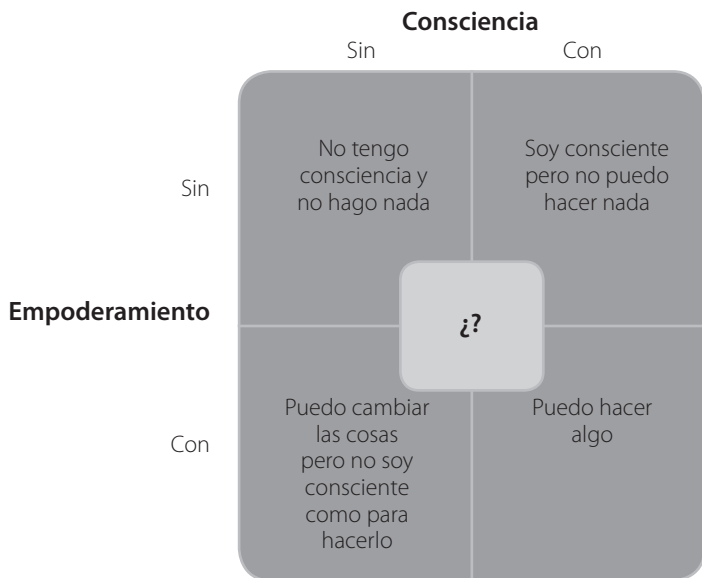 Consciencia
Sin
Con
Sin
No tengo
consciencia y
no hago nada
Soy consciente
pero no puedo
hacer nada
Empoderamiento
¿?
Con
Puedo cambiar
las cosas
pero no soy
consciente
como para
hacerlo
Puedo hacer
algo